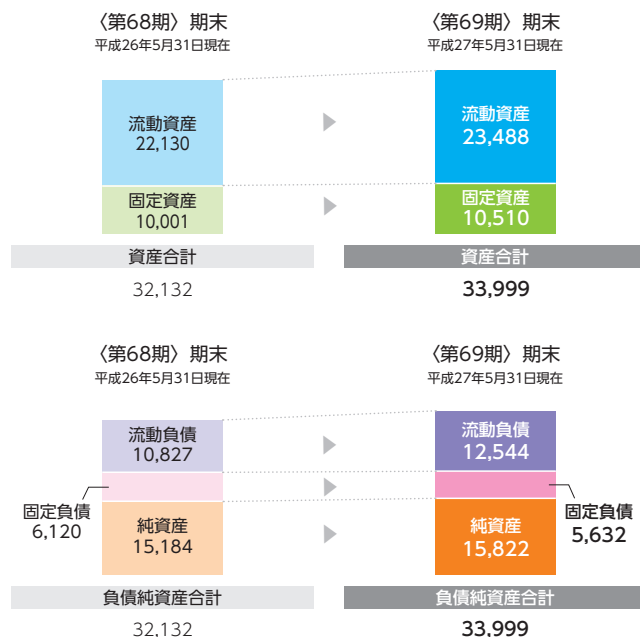 〈第68期〉期末
平成26年5月31日現在
流動資産
22,130
固定資産
10,001
資産合計
32,132
〈第69期〉期末
平成27年5月31日現在
流動資産
23,488
固定資産
10,510
資産合計
33,999
〈第68期〉期末
平成26年5月31日現在
流動負債
10,827
固定負債
6,120
純資産
15,184
負債純資産合計
32,132
〈第69期〉期末
平成27年5月31日現在
流動負債
12,544
固定負債
5,632
純資産
15,822
負債純資産合計
33,999